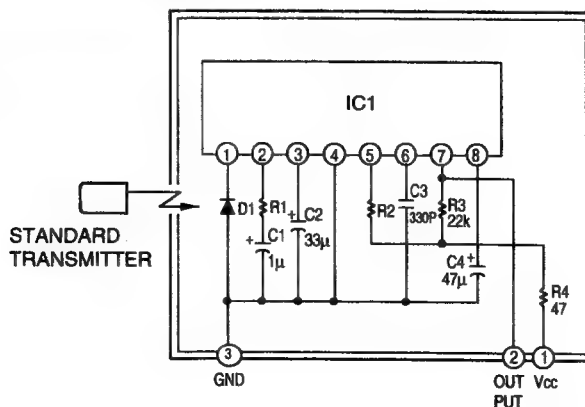 IC1
1 2 3 4 5 6 7 8
D1
R1
C1
1μ
C2
33μ
R2
C3
330P
R3
22k
C4
47μ
R4
47
STANDARD
TRANSMITTER
3
GND
2
OUT
PUT
1
Vcc